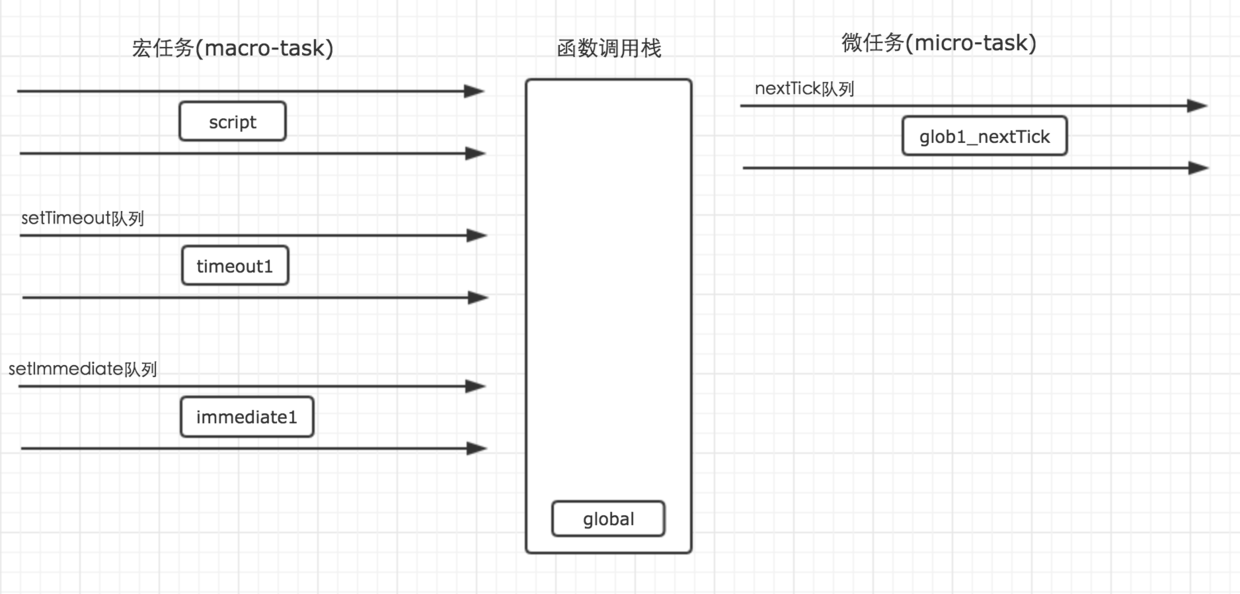 宏任务(macro-task)
函数调用栈
微任务(micro-task)
nextTick队列
script
glob1_nextTick
setTimeout队列
timeout1
setImmediate队列
immediate1
global